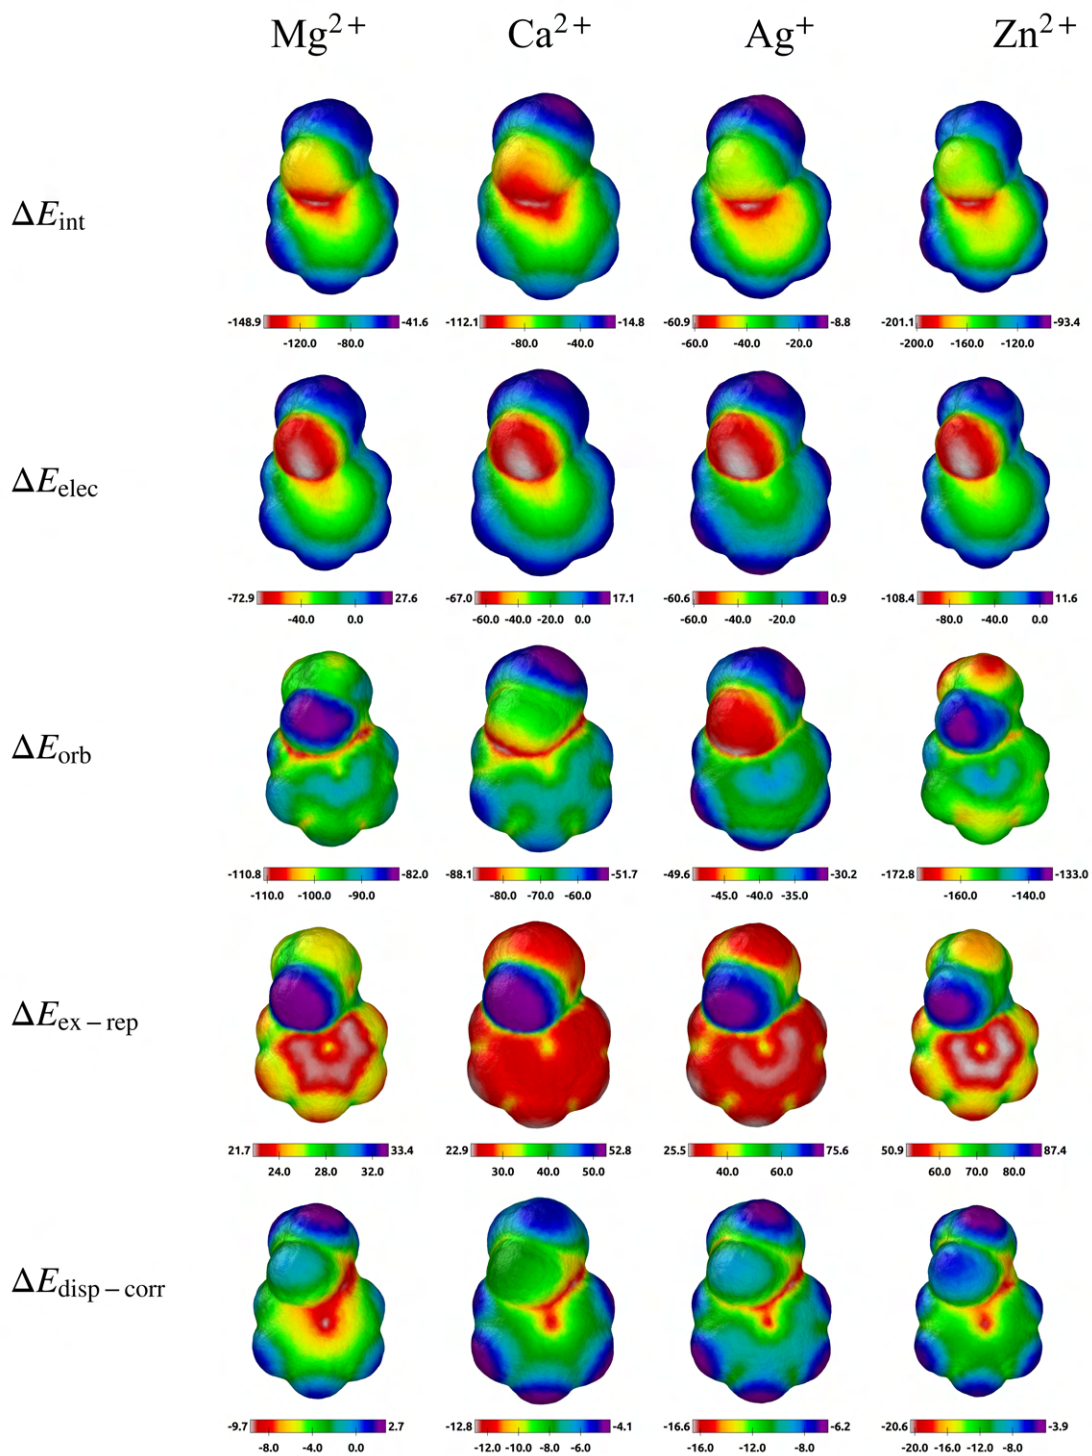 Mg²⁺ Ca²⁺ Ag⁺ Zn²⁺
ΔE_int
-148.9 -41.6 -112.1 -14.8 -60.9 -8.8 -201.1 -93.4
-120.0 -80.0 -80.0 -40.0 -60.0 -40.0 -20.0 -200.0 -160.0 -120.0
ΔE_elec
-72.9 27.6 -67.0 17.1 -60.6 0.9 -108.4 11.6
-40.0 0.0 -60.0 -40.0 -20.0 0.0 -60.0 -40.0 -20.0 -80.0 -40.0 0.0
ΔE_orb
-110.8 -82.0 -88.1 -51.7 -49.6 -30.2 -172.8 -133.0
-110.0 -100.0 -90.0 -80.0 -70.0 -60.0 -45.0 -40.0 -35.0 -160.0 -140.0
ΔE_ex – rep
21.7 33.4 22.9 52.8 25.5 75.6 50.9 87.4
24.0 28.0 32.0 30.0 40.0 50.0 40.0 60.0 60.0 70.0 80.0
ΔE_disp – corr
-9.7 2.7 -12.8 -4.1 -16.6 -6.2 -20.6 -3.9
-8.0 -4.0 0.0 -12.0 -10.0 -8.0 -6.0 -16.0 -12.0 -8.0 -20.0 -16.0 -12.0 -8.0